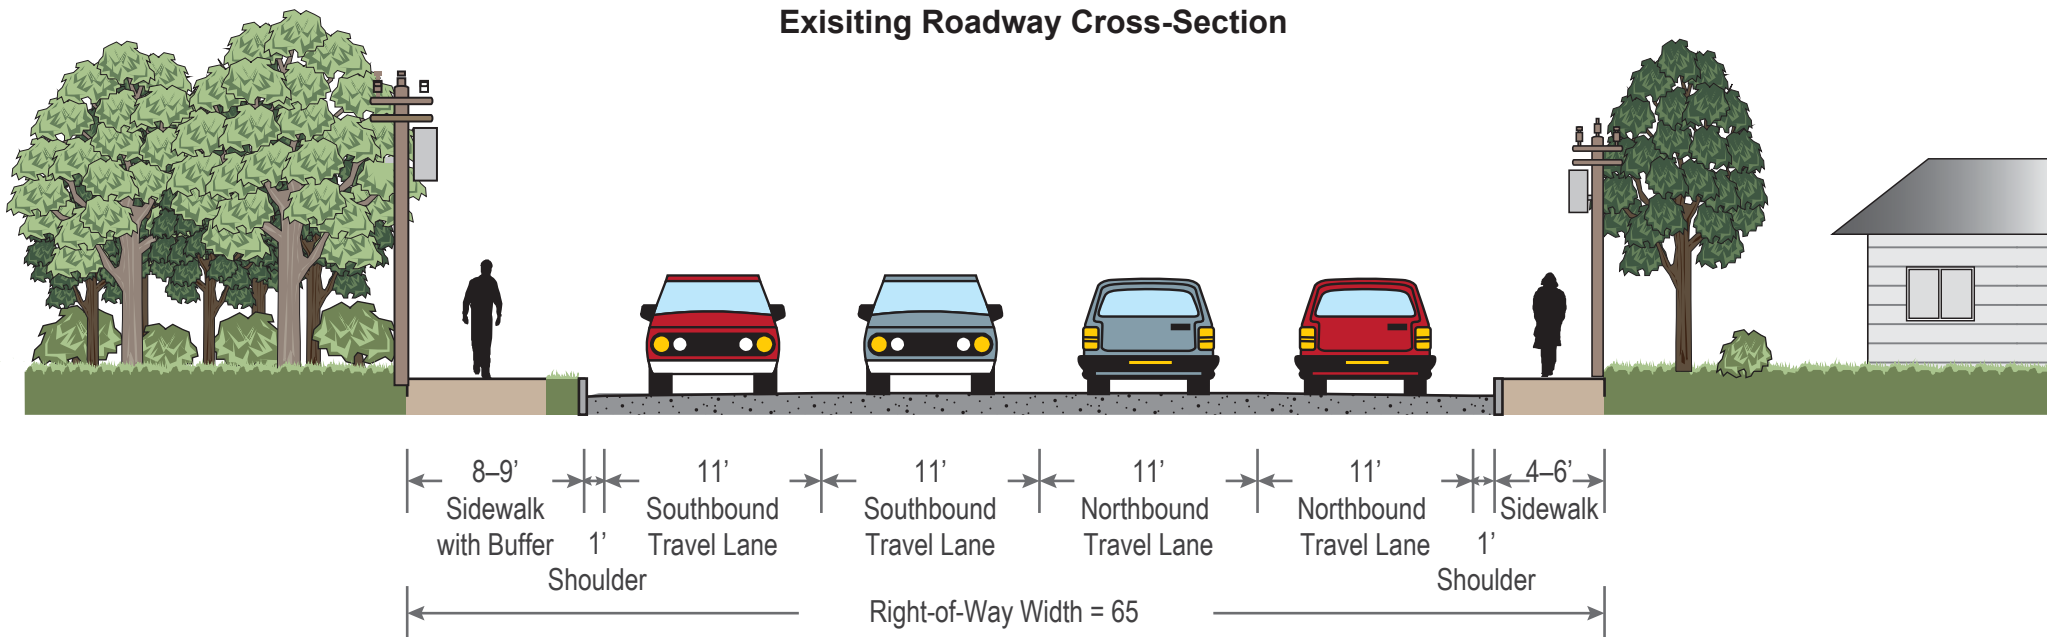 Exisiting Roadway Cross-Section
8–9’
Sidewalk
with Buffer
1’
Shoulder
11’
Southbound
Travel Lane
11’
Southbound
Travel Lane
11’
Northbound
Travel Lane
11’
Northbound
Travel Lane
1’
Shoulder
4–6’
Sidewalk
Right-of-Way Width = 65